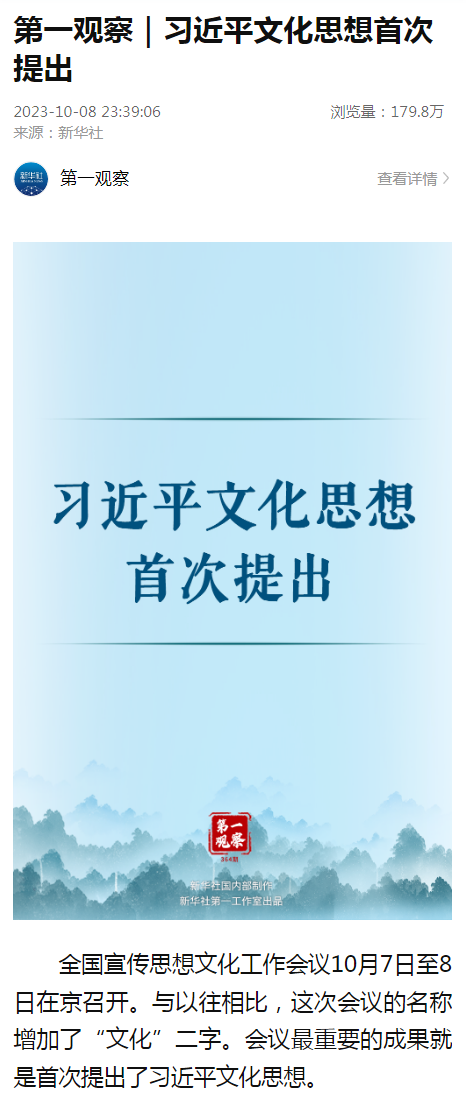 第一观察｜习近平文化思想首次
提出
2023-10-08 23:39:06
浏览量：179.8万
来源：新华社
新华社
第一观察
查看详情
习近平文化思想
首次提出
第一
观察
364期
新华社国内部制作
新华社第一工作室出品
全国宣传思想文化工作会议10月7日至8
日在京召开。与以往相比，这次会议的名称
增加了“文化”二字。会议最重要的成果就
是首次提出了习近平文化思想。